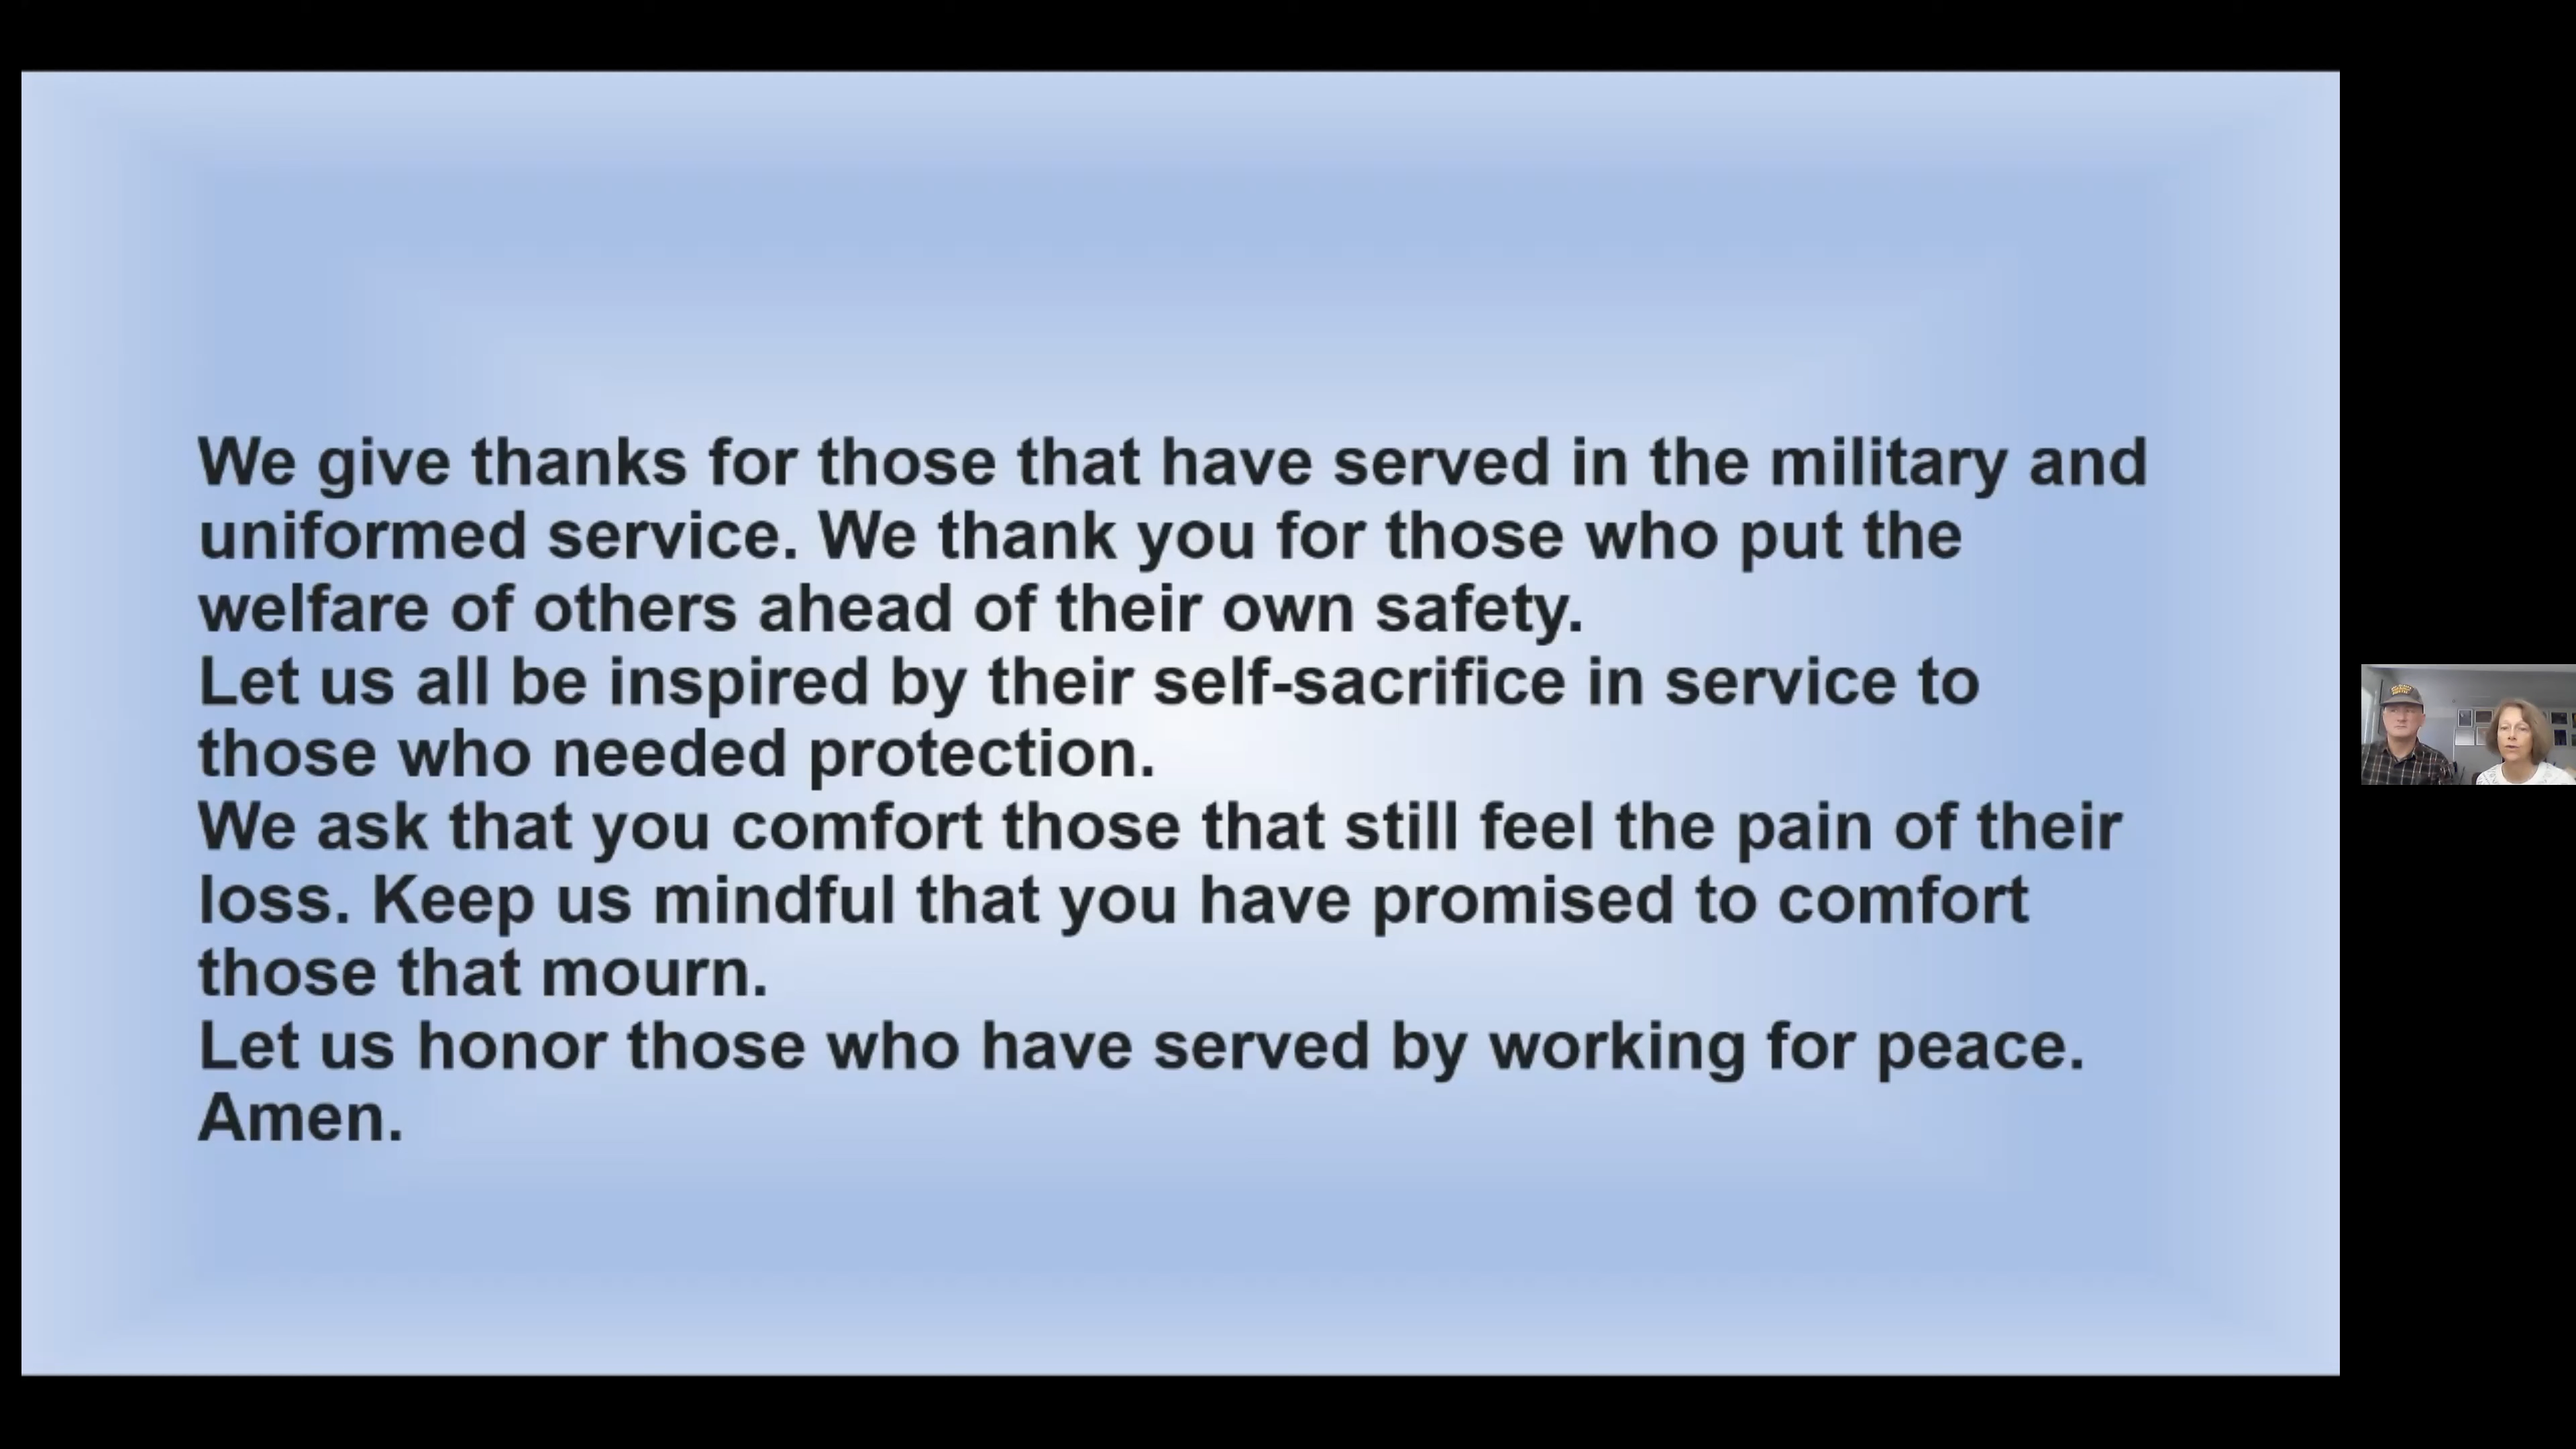 We give thanks for those that have served in the military and
uniformed service. We thank you for those who put the
welfare of others ahead of their own safety.
Let us all be inspired by their self-sacrifice in service to
those who needed protection.
We ask that you comfort those that still feel the pain of their
loss. Keep us mindful that you have promised to comfort
those that mourn.
Let us honor those who have served by working for peace.
Amen.